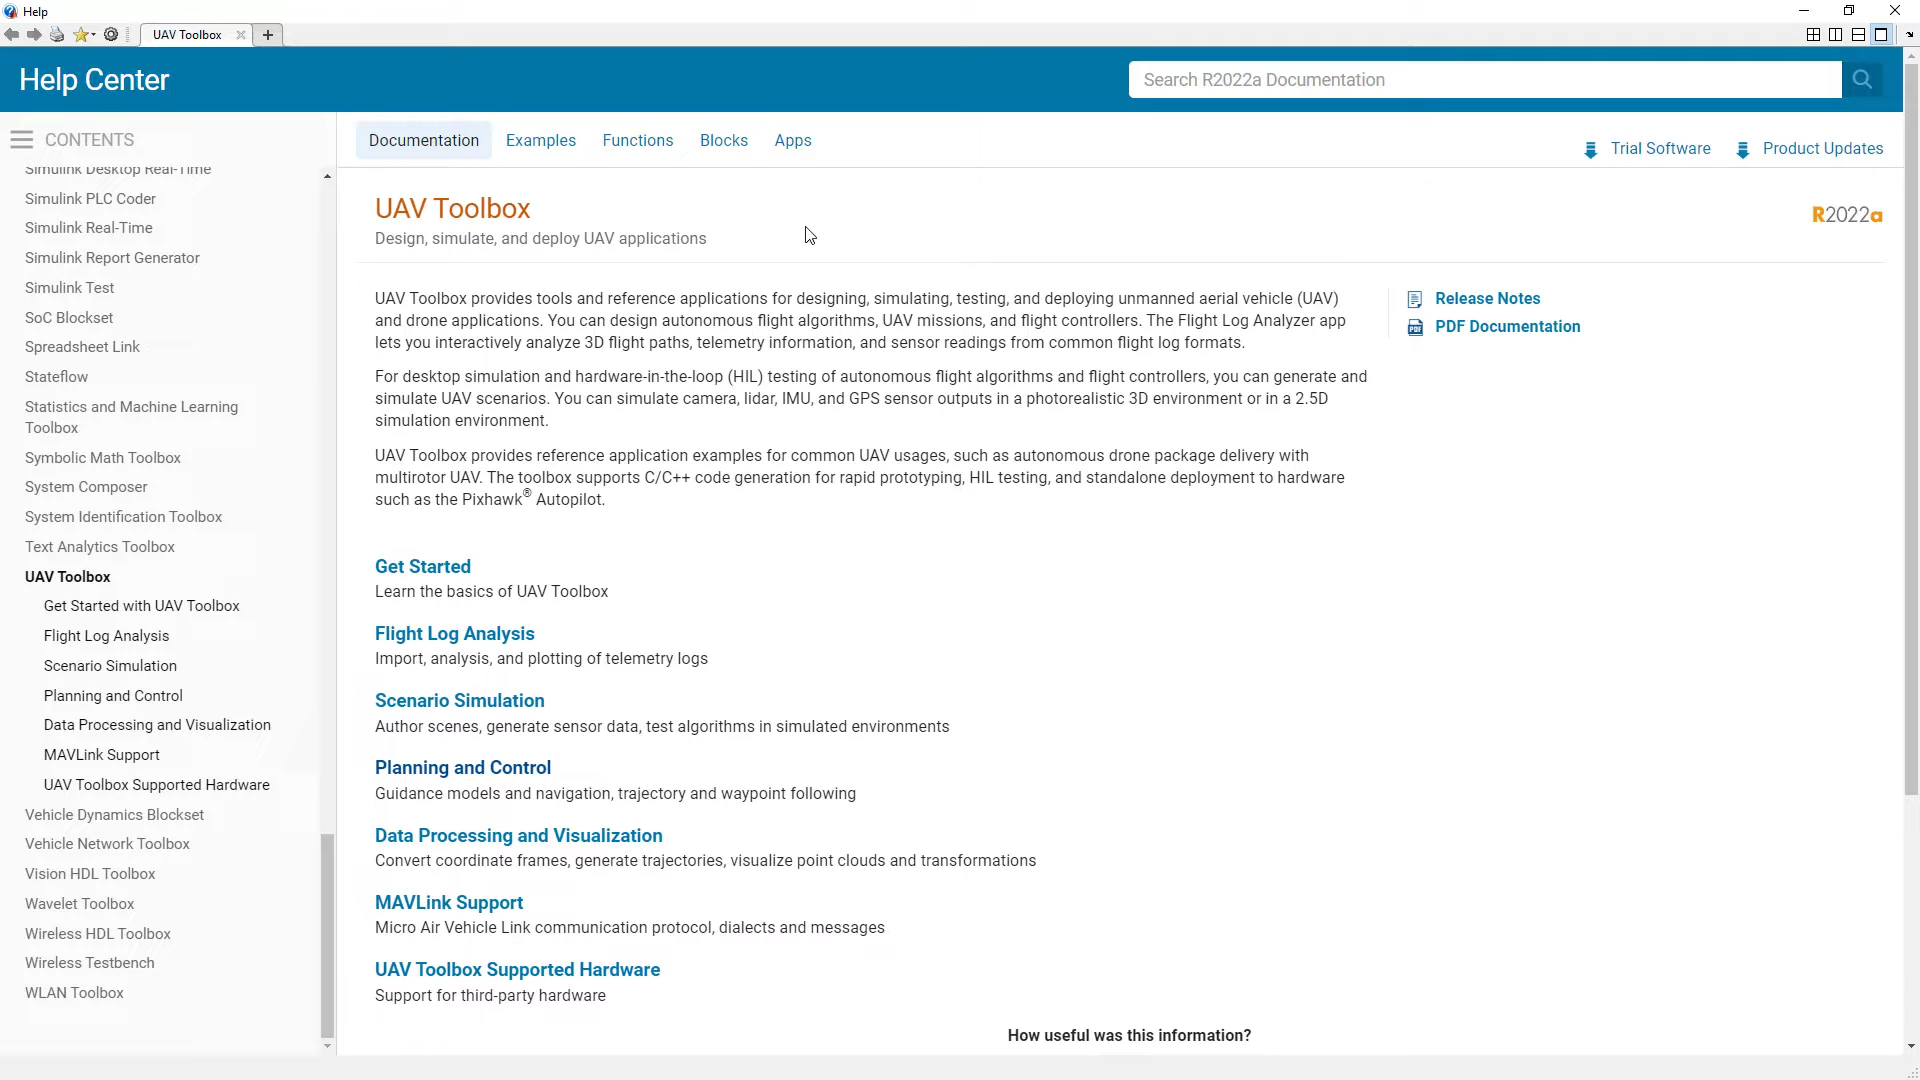 Help
UAV Toolbox
Help Center
Search R2022a Documentation
CONTENTS
Simulink Desktop Real-Time
Simulink PLC Coder
Simulink Real-Time
Simulink Report Generator
Simulink Test
SoC Blockset
Spreadsheet Link
Stateflow
Statistics and Machine Learning
Toolbox
Symbolic Math Toolbox
System Composer
System Identification Toolbox
Text Analytics Toolbox
UAV Toolbox
Get Started with UAV Toolbox
Flight Log Analysis
Scenario Simulation
Planning and Control
Data Processing and Visualization
MAVLink Support
UAV Toolbox Supported Hardware
Vehicle Dynamics Blockset
Vehicle Network Toolbox
Vision HDL Toolbox
Wavelet Toolbox
Wireless HDL Toolbox
Wireless Testbench
WLAN Toolbox
Documentation Examples Functions Blocks Apps
Trial Software Product Updates
UAV Toolbox
R2022a
Design, simulate, and deploy UAV applications
UAV Toolbox provides tools and reference applications for designing, simulating, testing, and deploying unmanned aerial vehicle (UAV)
and drone applications. You can design autonomous flight algorithms, UAV missions, and flight controllers. The Flight Log Analyzer app
lets you interactively analyze 3D flight paths, telemetry information, and sensor readings from common flight log formats.
For desktop simulation and hardware-in-the-loop (HIL) testing of autonomous flight algorithms and flight controllers, you can generate and
simulate UAV scenarios. You can simulate camera, lidar, IMU, and GPS sensor outputs in a photorealistic 3D environment or in a 2.5D
simulation environment.
UAV Toolbox provides reference application examples for common UAV usages, such as autonomous drone package delivery with
multirotor UAV. The toolbox supports C/C++ code generation for rapid prototyping, HIL testing, and standalone deployment to hardware
such as the Pixhawk® Autopilot.
Release Notes
PDF PDF Documentation
Get Started
Learn the basics of UAV Toolbox
Flight Log Analysis
Import, analysis, and plotting of telemetry logs
Scenario Simulation
Author scenes, generate sensor data, test algorithms in simulated environments
Planning and Control
Guidance models and navigation, trajectory and waypoint following
Data Processing and Visualization
Convert coordinate frames, generate trajectories, visualize point clouds and transformations
MAVLink Support
Micro Air Vehicle Link communication protocol, dialects and messages
UAV Toolbox Supported Hardware
Support for third-party hardware
How useful was this information?